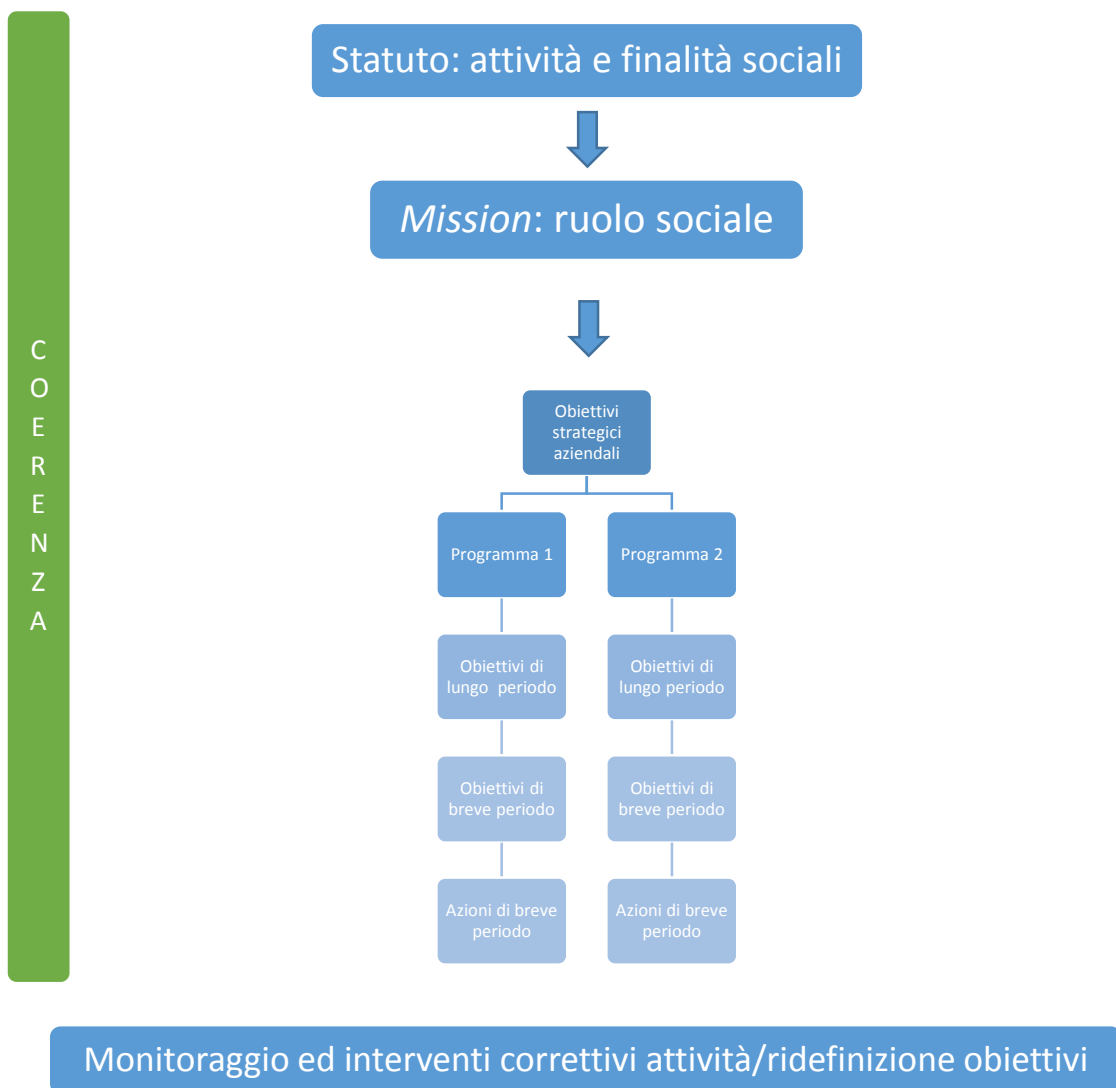 Statuto: attività e finalità sociali
Mission: ruolo sociale
C
O
E
R
E
N
Z
A
Obiettivi
strategici
aziendali
Programma 1
Programma 2
Obiettivi di
lungo periodo
Obiettivi di
lungo periodo
Obiettivi di
breve periodo
Obiettivi di
breve periodo
Azioni di breve
periodo
Azioni di breve
periodo
Monitoraggio ed interventi correttivi attività/ridefinizione obiettivi